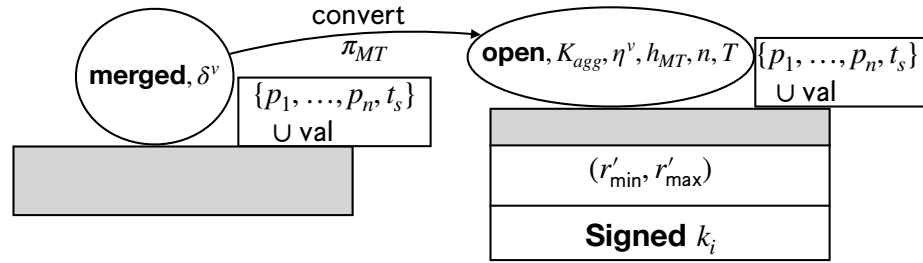 convert
π_MT
merged, δ^v
{p_1, …, p_n, t_s}
∪ val
open, K_agg, η^v, h_MT, n, T
{p_1, …, p_n, t_s}
∪ val
(r′_min, r′_max)
Signed k_i